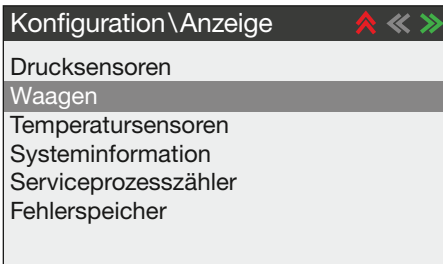 Konfiguration\Anzeige
Drucksensoren
Waagen
Temperatursensoren
Systeminformation
Serviceprozesszähler
Fehlerspeicher